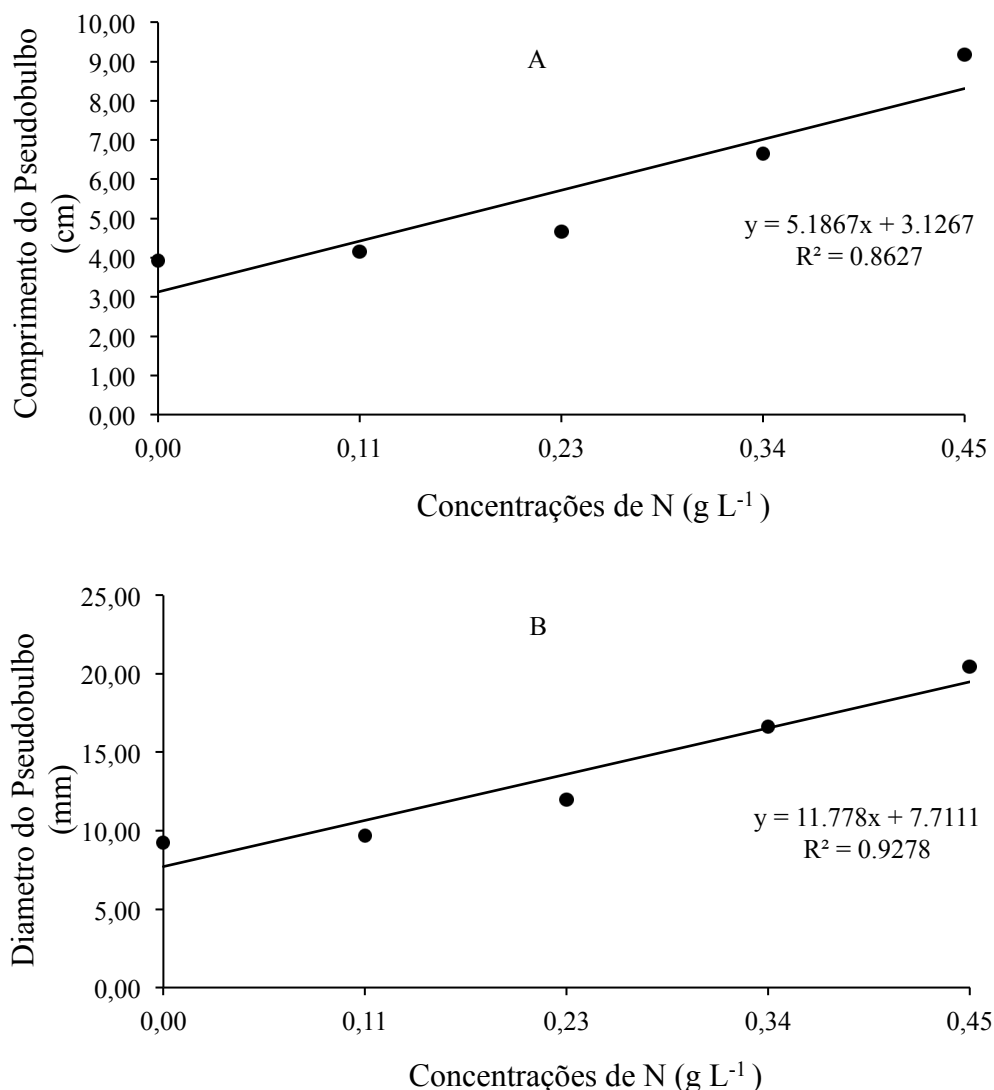 10,00
9,00
8,00
7,00
6,00
5,00
4,00
3,00
2,00
1,00
0,00
Comprimento do Pseudobulbo
(cm)
A
y = 5.1867x + 3.1267
R² = 0.8627
0,00 0,11 0,23 0,34 0,45
Concentrações de N (g L⁻¹ )
25,00
20,00
15,00
10,00
5,00
0,00
Diametro do Pseudobulbo
(mm)
B
y = 11.778x + 7.7111
R² = 0.9278
0,00 0,11 0,23 0,34 0,45
Concentrações de N (g L⁻¹ )